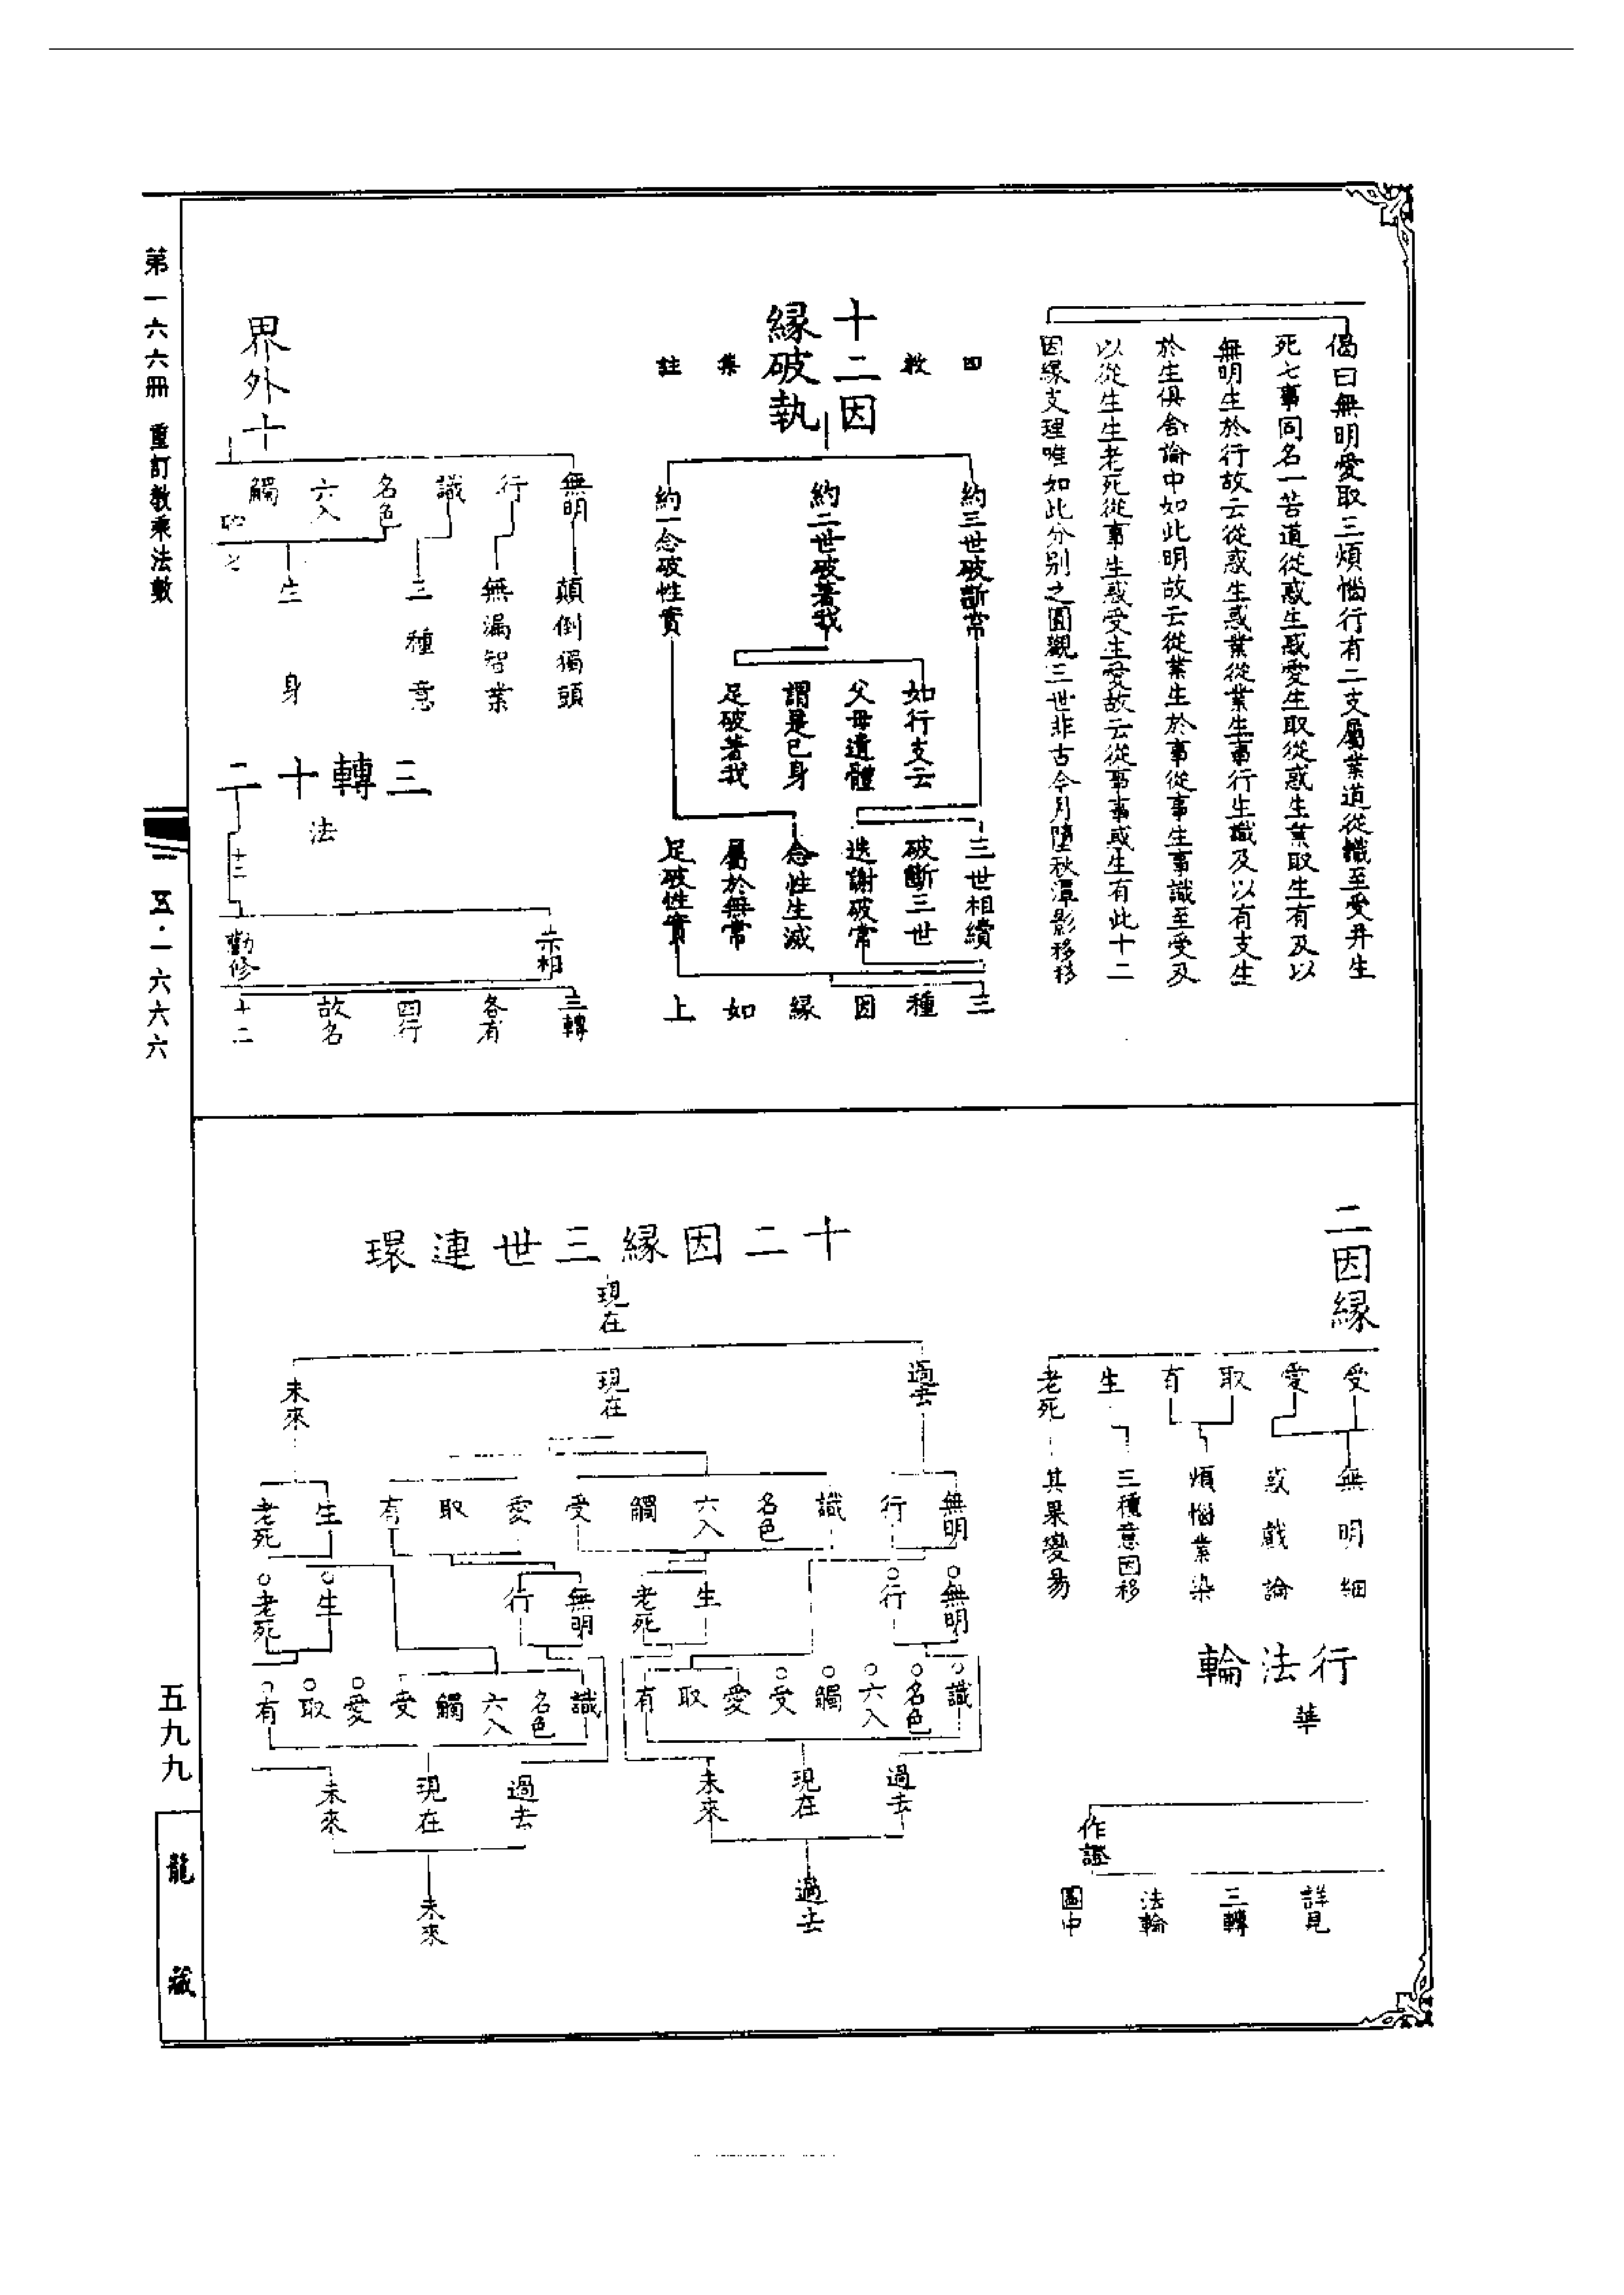 偈曰無明愛取三煩惱行有二支屬業道從識至受并生
死七事同名一苦道從惑生惑愛生取從惑生業取生有及以
無明生於行故云從惑生惑業從業生事行生識及以有支生
於生俱舍論中如此明故云從業生於事從事生事識至受及
以從生生老死從事生惑受生愛故云從事事或生有此十二
因緣支理唯如此分別之圓觀三世非古今月墮秋潭影移移
十二因
緣破執
四教集註
約三世破斷常
約二世破著我
約一念破性實
如行支云
父母遺體
謂是已身
足破著我
三世相續
破斷三世
迭謝破常
念性生滅
屬於無常
足破性實
三種因緣如上
界外十
無明
行
識
名色
六入
觸
顛倒獨頭
無漏智業
三種意
生身
三轉十二
法
十三
示相
勸修
三轉
各有
四行
故名
十二
二因緣
受
愛
取
有
生
老死
無明細
或戲論
煩惱業染
三種意因移
其果變易
行法輪
華
作證
詳見
三轉
法輪
圖中
十二因緣三世連環
現在
過去
現在
未來
無明
行
識
名色
六入
觸
受
愛
取
有
生
老死
無明
行
生
老死
無明
行
生
老死
識
名色
六入
觸
受
愛
取
有
識
名色
六入
觸
受
愛
取
有
過去
現在
未來
過去
現在
未來
過去
未來
第一六六冊 重訂教乘法數
一五·一六六六
五九九
龍藏